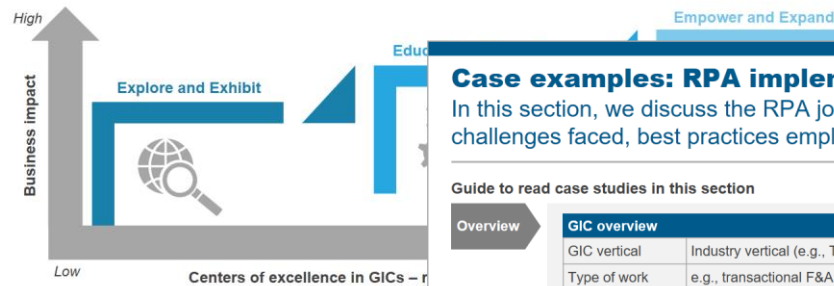 High
Empower and Expand
Educ
Explore and Exhibit
Business impact
Low
Centers of excellence in GICs –
Case examples: RPA implem
In this section, we discuss the RPA jo
challenges faced, best practices empl
Guide to read case studies in this section
Overview
GIC overview
GIC vertical
Industry vertical (e.g., T
Type of work
e.g., transactional F&A